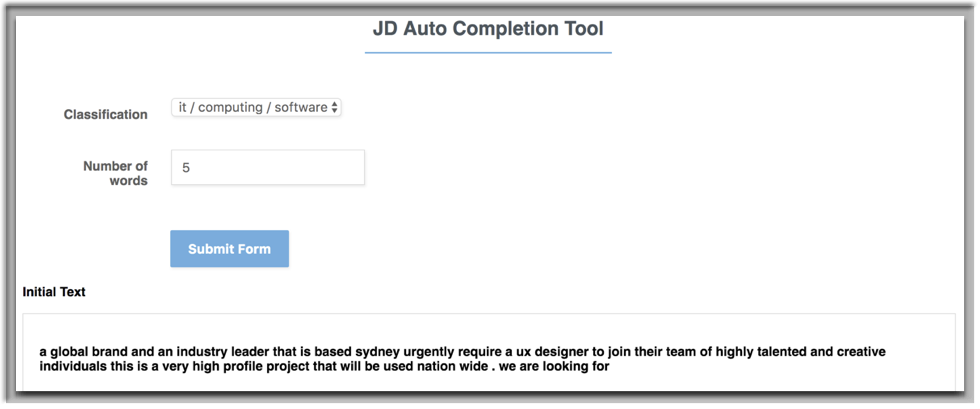 JD Auto Completion Tool
Classification
it / computing / software
Number of
words
5
Submit Form
Initial Text
a global brand and an industry leader that is based sydney urgently require a ux designer to join their team of highly talented and creative
individuals this is a very high profile project that will be used nation wide . we are looking for